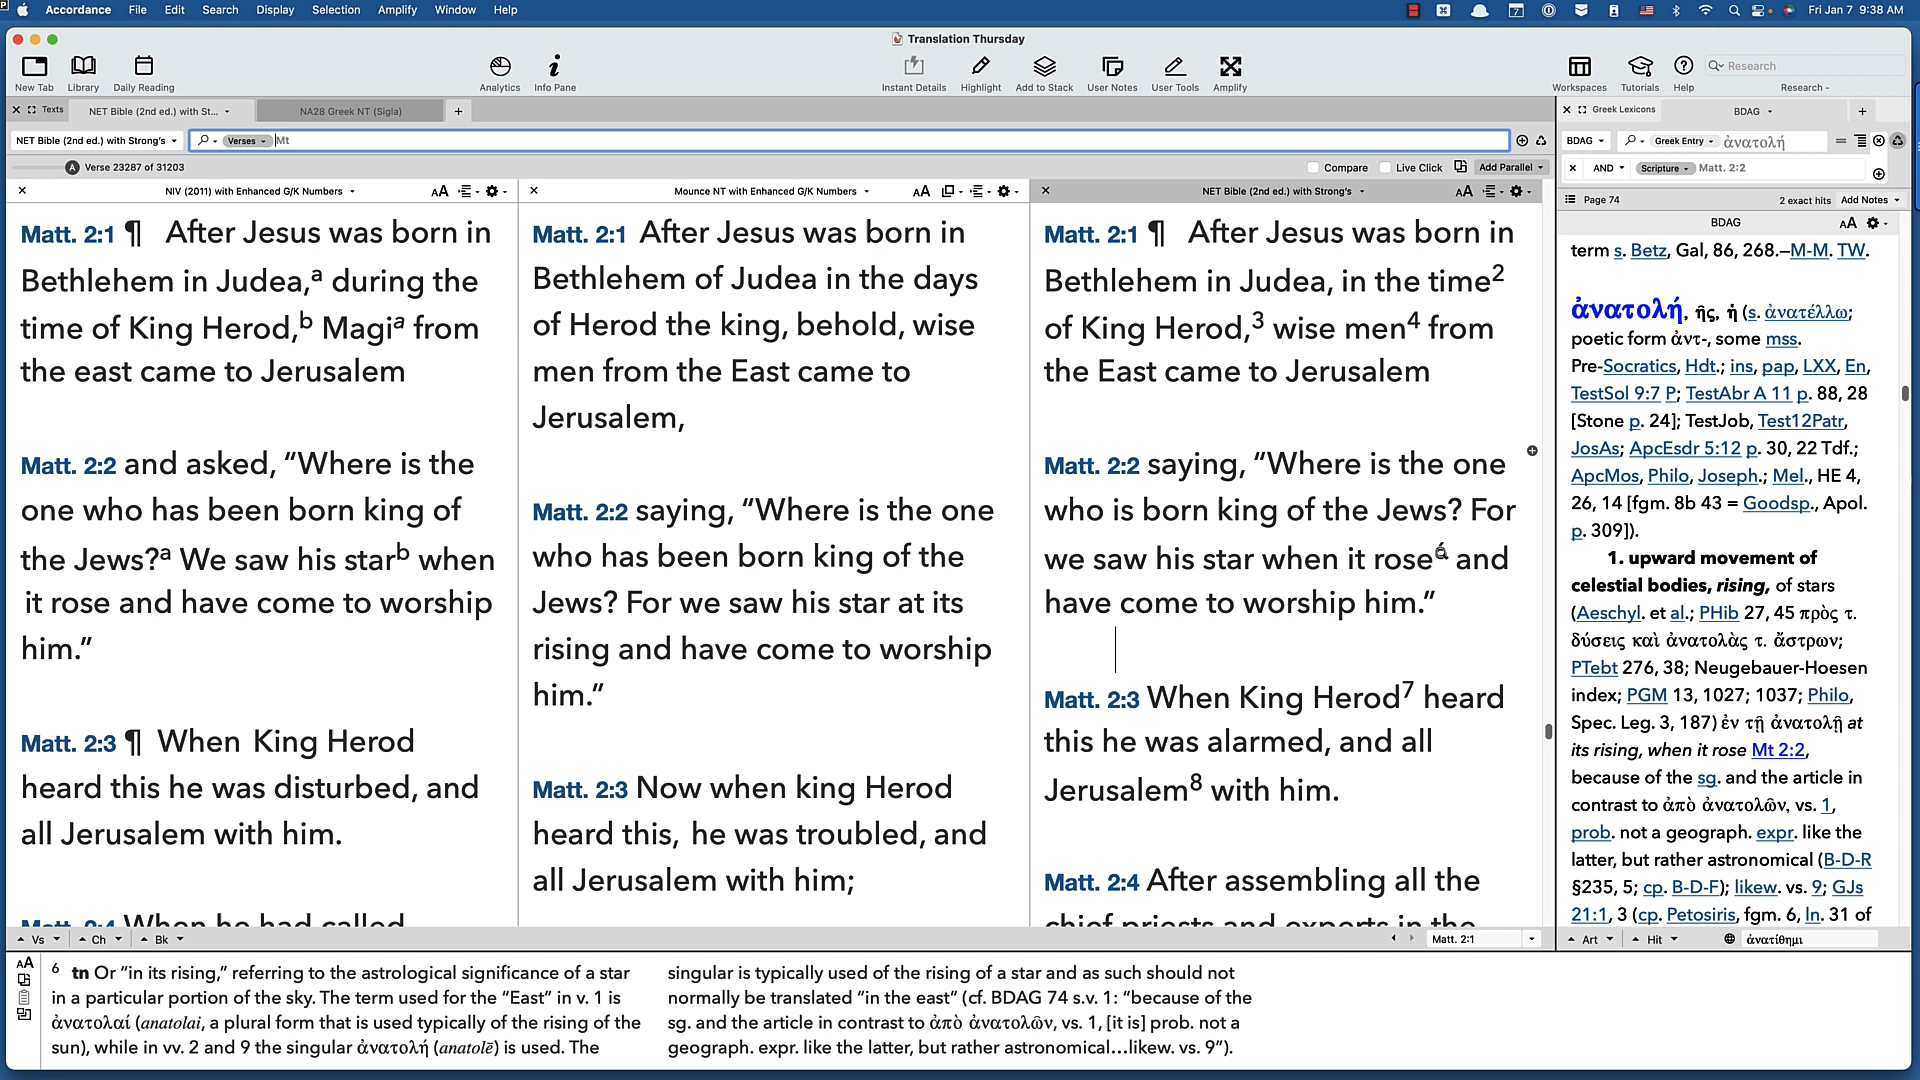 Accordance File Edit Search Display Selection Amplify Window Help
Fri Jan 7 9:38 AM
Translation Thursday
New Tab Library Daily Reading Analytics Info Pane Instant Details Highlight Add to Stack User Notes User Tools Amplify Workspaces Tutorials Help
Research
Research
Texts NET Bible (2nd ed.) with St... NA28 Greek NT (Sigla)
NET Bible (2nd ed.) with Strong's Verses Mt
A Verse 23287 of 31203 Compare Live Click Add Parallel
NIV (2011) with Enhanced G/K Numbers
Matt. 2:1 ¶ After Jesus was born in
Bethlehem in Judea,a during the
time of King Herod,b Magia from
the east came to Jerusalem
Matt. 2:2 and asked, “Where is the
one who has been born king of
the Jews?a We saw his starb when
it rose and have come to worship
him.”
Matt. 2:3 ¶ When King Herod
heard this he was disturbed, and
all Jerusalem with him.
Matt. 2:4 When he had called
Mounce NT with Enhanced G/K Numbers
Matt. 2:1 After Jesus was born in
Bethlehem of Judea in the days
of Herod the king, behold, wise
men from the East came to
Jerusalem,
Matt. 2:2 saying, “Where is the one
who has been born king of the
Jews? For we saw his star at its
rising and have come to worship
him.”
Matt. 2:3 Now when king Herod
heard this, he was troubled, and
all Jerusalem with him;
NET Bible (2nd ed.) with Strong's
Matt. 2:1 ¶ After Jesus was born in
Bethlehem in Judea, in the time2
of King Herod,3 wise men4 from
the East came to Jerusalem
Matt. 2:2 saying, “Where is the one
who is born king of the Jews? For
we saw his star when it rose6 and
have come to worship him.”
Matt. 2:3 When King Herod7 heard
this he was alarmed, and all
Jerusalem8 with him.
Matt. 2:4 After assembling all the
chief priests and experts in the
Vs Ch Bk Matt. 2:1
Greek Lexicons BDAG
BDAG Greek Entry ἀνατολή
AND Scripture Matt. 2:2
Page 74 2 exact hits Add Notes
BDAG
term s. Betz, Gal, 86, 268.–M-M. TW.
ἀνατολή, ῆς, ἡ (s. ἀνατέλλω;
poetic form ἀντ-, some mss.
Pre-Socratics, Hdt.; ins, pap, LXX, En,
TestSol 9:7 P; TestAbr A 11 p. 88, 28
[Stone p. 24]; TestJob, Test12Patr,
JosAs; ApcEsdr 5:12 p. 30, 22 Tdf.;
ApcMos, Philo, Joseph.; Mel., HE 4,
26, 14 [fgm. 8b 43 = Goodsp., Apol.
p. 309]).
1. upward movement of
celestial bodies, rising, of stars
(Aeschyl. et al.; PHib 27, 45 πρὸς τ.
δύσεις καὶ ἀνατολὰς τ. ἄστρων;
PTebt 276, 38; Neugebauer-Hoesen
index; PGM 13, 1027; 1037; Philo,
Spec. Leg. 3, 187) ἐν τῇ ἀνατολῇ at
its rising, when it rose Mt 2:2,
because of the sg. and the article in
contrast to ἀπὸ ἀνατολῶν, vs. 1,
prob. not a geograph. expr. like the
latter, but rather astronomical (B-D-R
§235, 5; cp. B-D-F); likew. vs. 9; GJs
21:1, 3 (cp. Petosiris, fgm. 6, ln. 31 of
Art Hit ἀνατίθημι
6 tn Or “in its rising,” referring to the astrological significance of a star
in a particular portion of the sky. The term used for the “East” in v. 1 is
ἀνατολαί (anatolai, a plural form that is used typically of the rising of the
sun), while in vv. 2 and 9 the singular ἀνατολή (anatolē) is used. The
singular is typically used of the rising of a star and as such should not
normally be translated “in the east” (cf. BDAG 74 s.v. 1: “because of the
sg. and the article in contrast to ἀπὸ ἀνατολῶν, vs. 1, [it is] prob. not a
geograph. expr. like the latter, but rather astronomical…likew. vs. 9”).